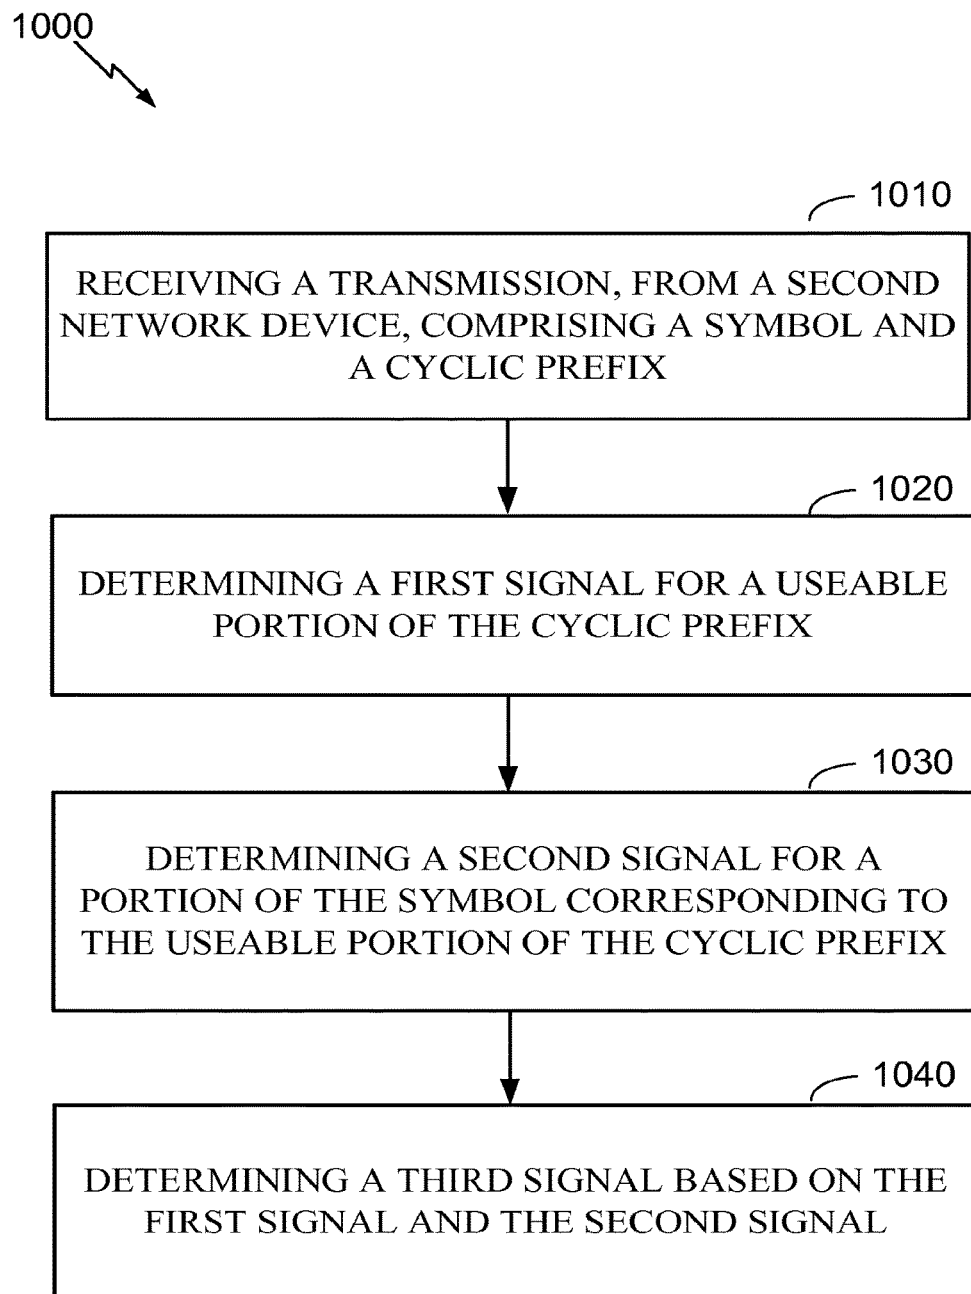 1000
1010
RECEIVING A TRANSMISSION, FROM A SECOND
NETWORK DEVICE, COMPRISING A SYMBOL AND
A CYCLIC PREFIX
1020
DETERMINING A FIRST SIGNAL FOR A USEABLE
PORTION OF THE CYCLIC PREFIX
1030
DETERMINING A SECOND SIGNAL FOR A
PORTION OF THE SYMBOL CORRESPONDING TO
THE USEABLE PORTION OF THE CYCLIC PREFIX
1040
DETERMINING A THIRD SIGNAL BASED ON THE
FIRST SIGNAL AND THE SECOND SIGNAL